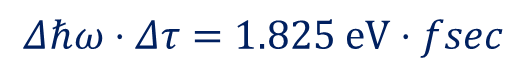 Δℏω · Δτ = 1.825 eV · fsec